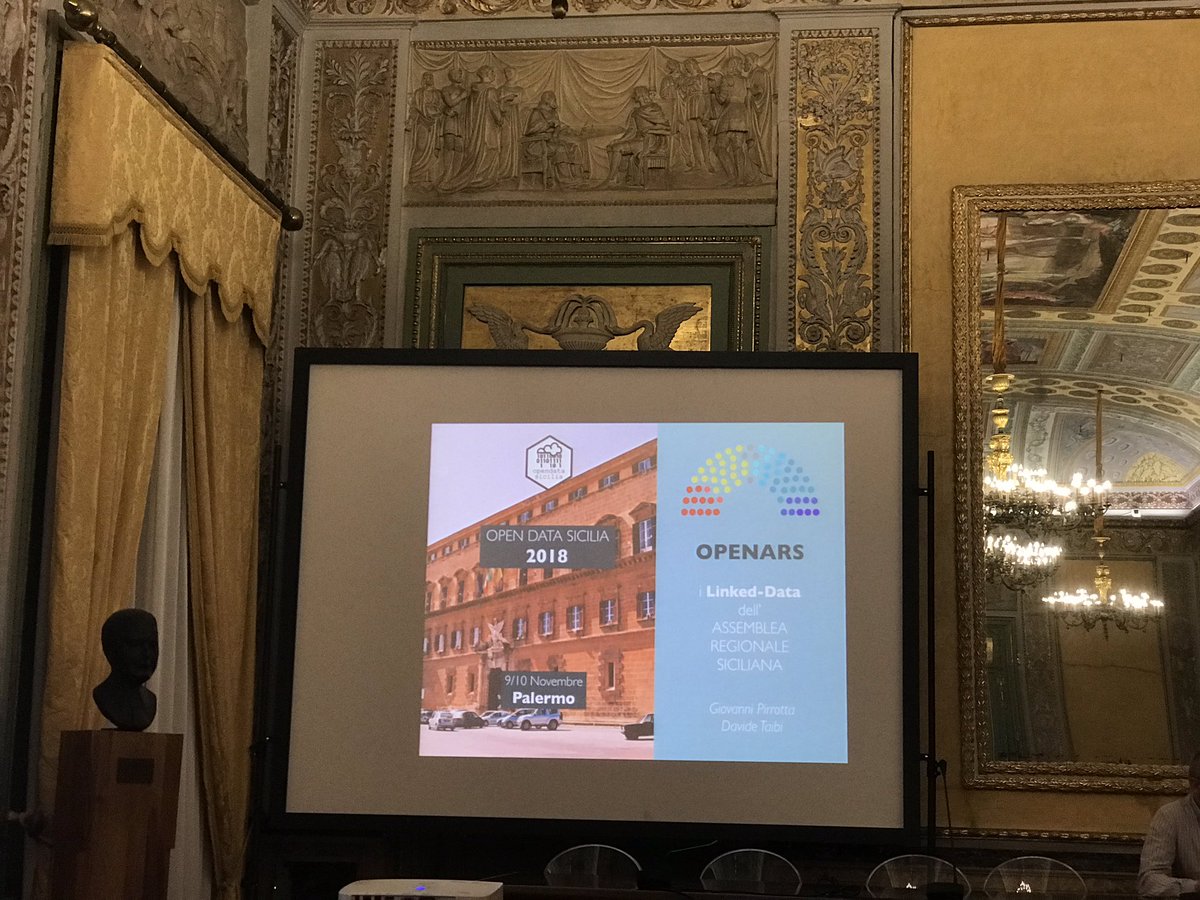 opendata
sicilia
OPEN DATA SICILIA
2018
9/10 Novembre
Palermo
OPENARS
i Linked-Data
dell'
ASSEMBLEA
REGIONALE
SICILIANA
Giovanni Pirrotta
Davide Taibi